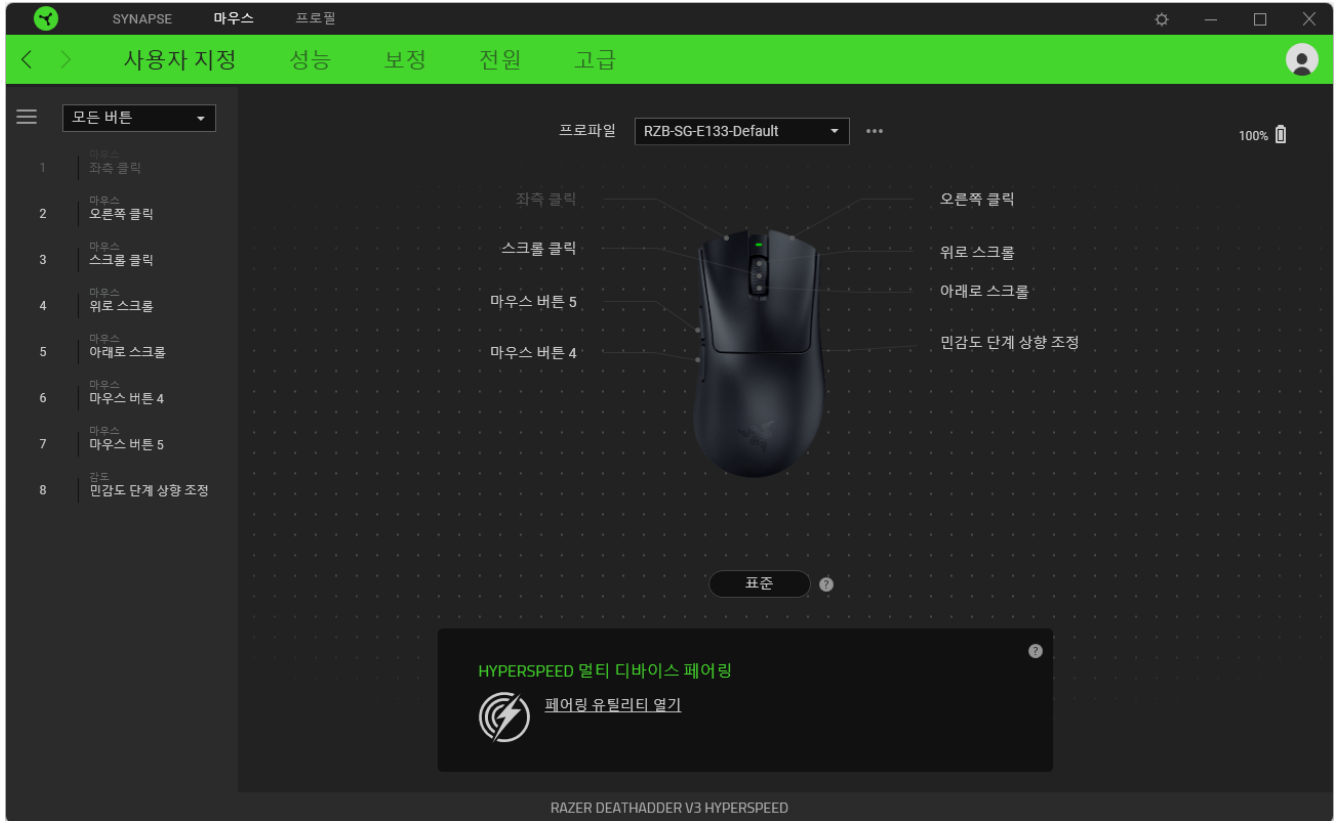 SYNAPSE 마우스 프로필
사용자 지정 성능 보정 전원 고급
모든 버튼
프로파일 RZB-SG-E133-Default
100%
1 마우스
좌측 클릭
2 마우스
오른쪽 클릭
3 마우스
스크롤 클릭
4 마우스
위로 스크롤
5 마우스
아래로 스크롤
6 마우스
마우스 버튼 4
7 마우스
마우스 버튼 5
8 감도
민감도 단계 상향 조정
좌측 클릭
스크롤 클릭
마우스 버튼 5
마우스 버튼 4
오른쪽 클릭
위로 스크롤
아래로 스크롤
민감도 단계 상향 조정
표준 ?
?
HYPERSPEED 멀티 디바이스 페어링
페어링 유틸리티 열기
RAZER DEATHADDER V3 HYPERSPEED